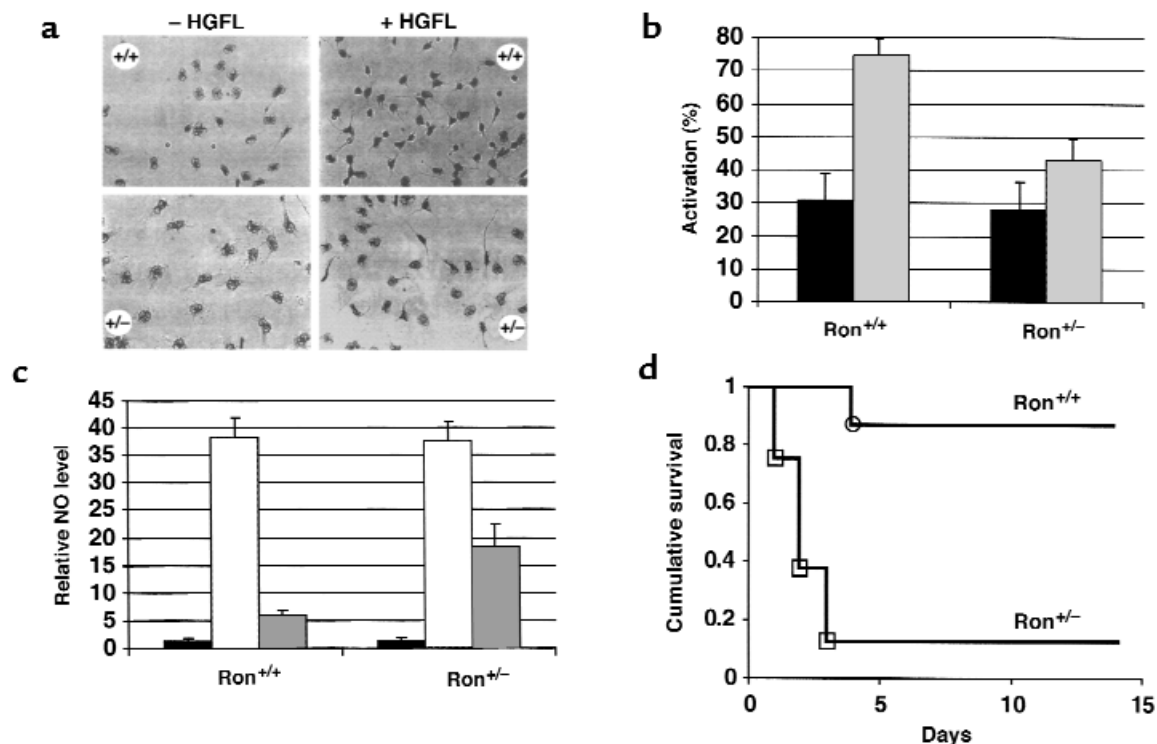 a
– HGFL
+ HGFL
+/+
+/+
+/–
+/–
b
80
70
60
50
40
30
20
10
0
Activation (%)
Ron+/+
Ron+/–
c
45
40
35
30
25
20
15
10
5
0
Relative NO level
Ron+/+
Ron+/–
d
1
0.8
0.4
0.2
0
Cumulative survival
Ron+/+
Ron+/–
0
5
10
15
Days